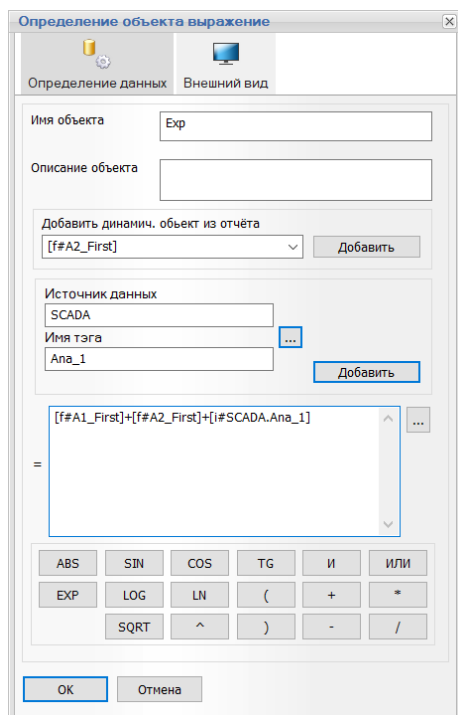 Определение объекта выражение
Определение данных Внешний вид
Имя объекта Exp
Описание объекта
Добавить динамич. обьект из отчёта
[f#A2_First] Добавить
Источник данных
SCADA
Имя тэга ...
Ana_1
Добавить
[f#A1_First]+[f#A2_First]+[i#SCADA.Ana_1] ...
=
ABS SIN COS TG И ИЛИ
EXP LOG LN ( + *
SQRT ^ ) - /
OK Отмена